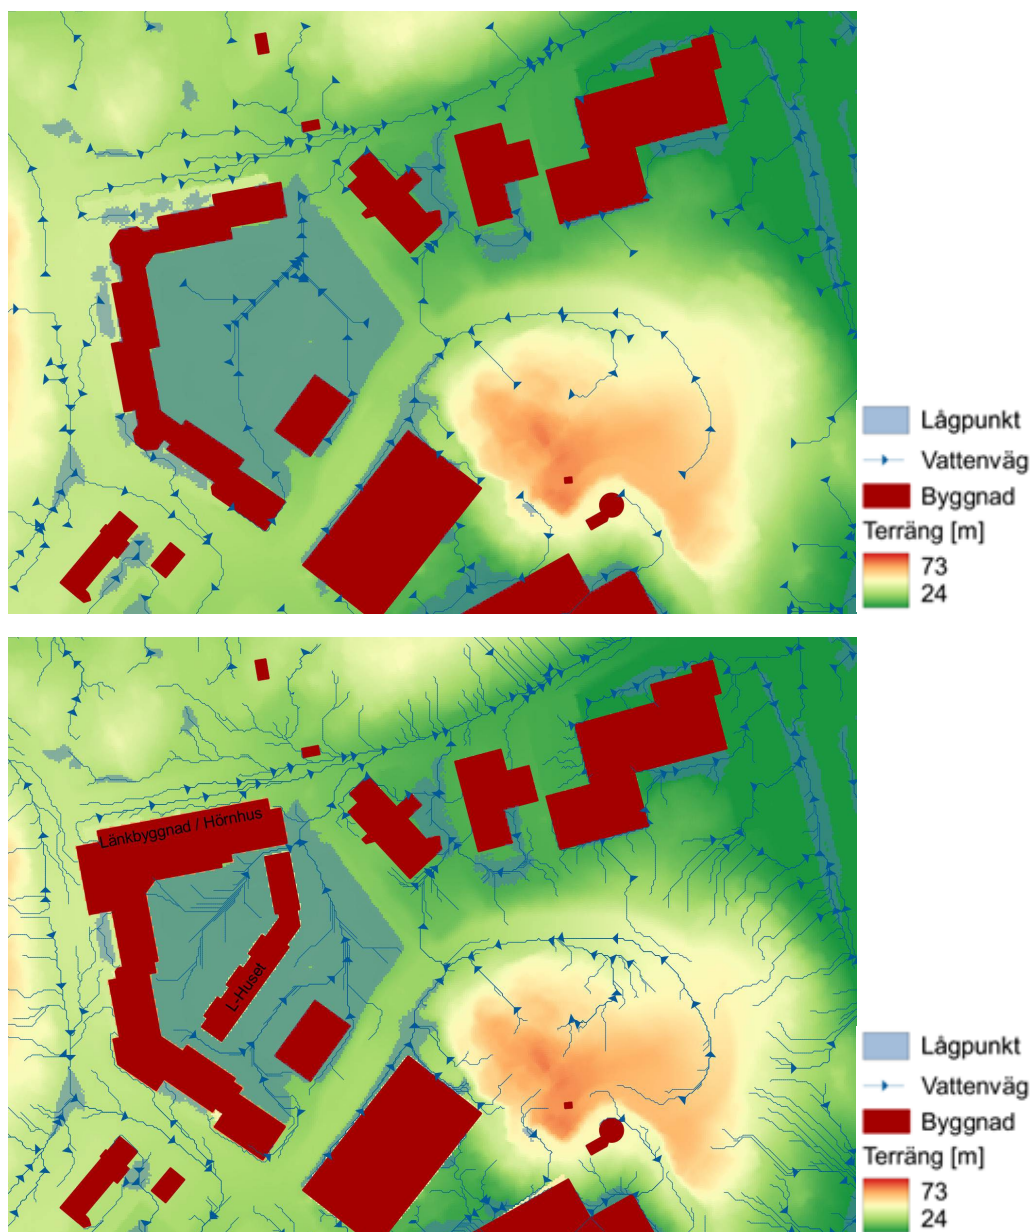 Lågpunkt
Vattenväg
Byggnad
Terräng [m]
73
24
Länkbyggnad / Hörnhus
L-Huset
Lågpunkt
Vattenväg
Byggnad
Terräng [m]
73
24